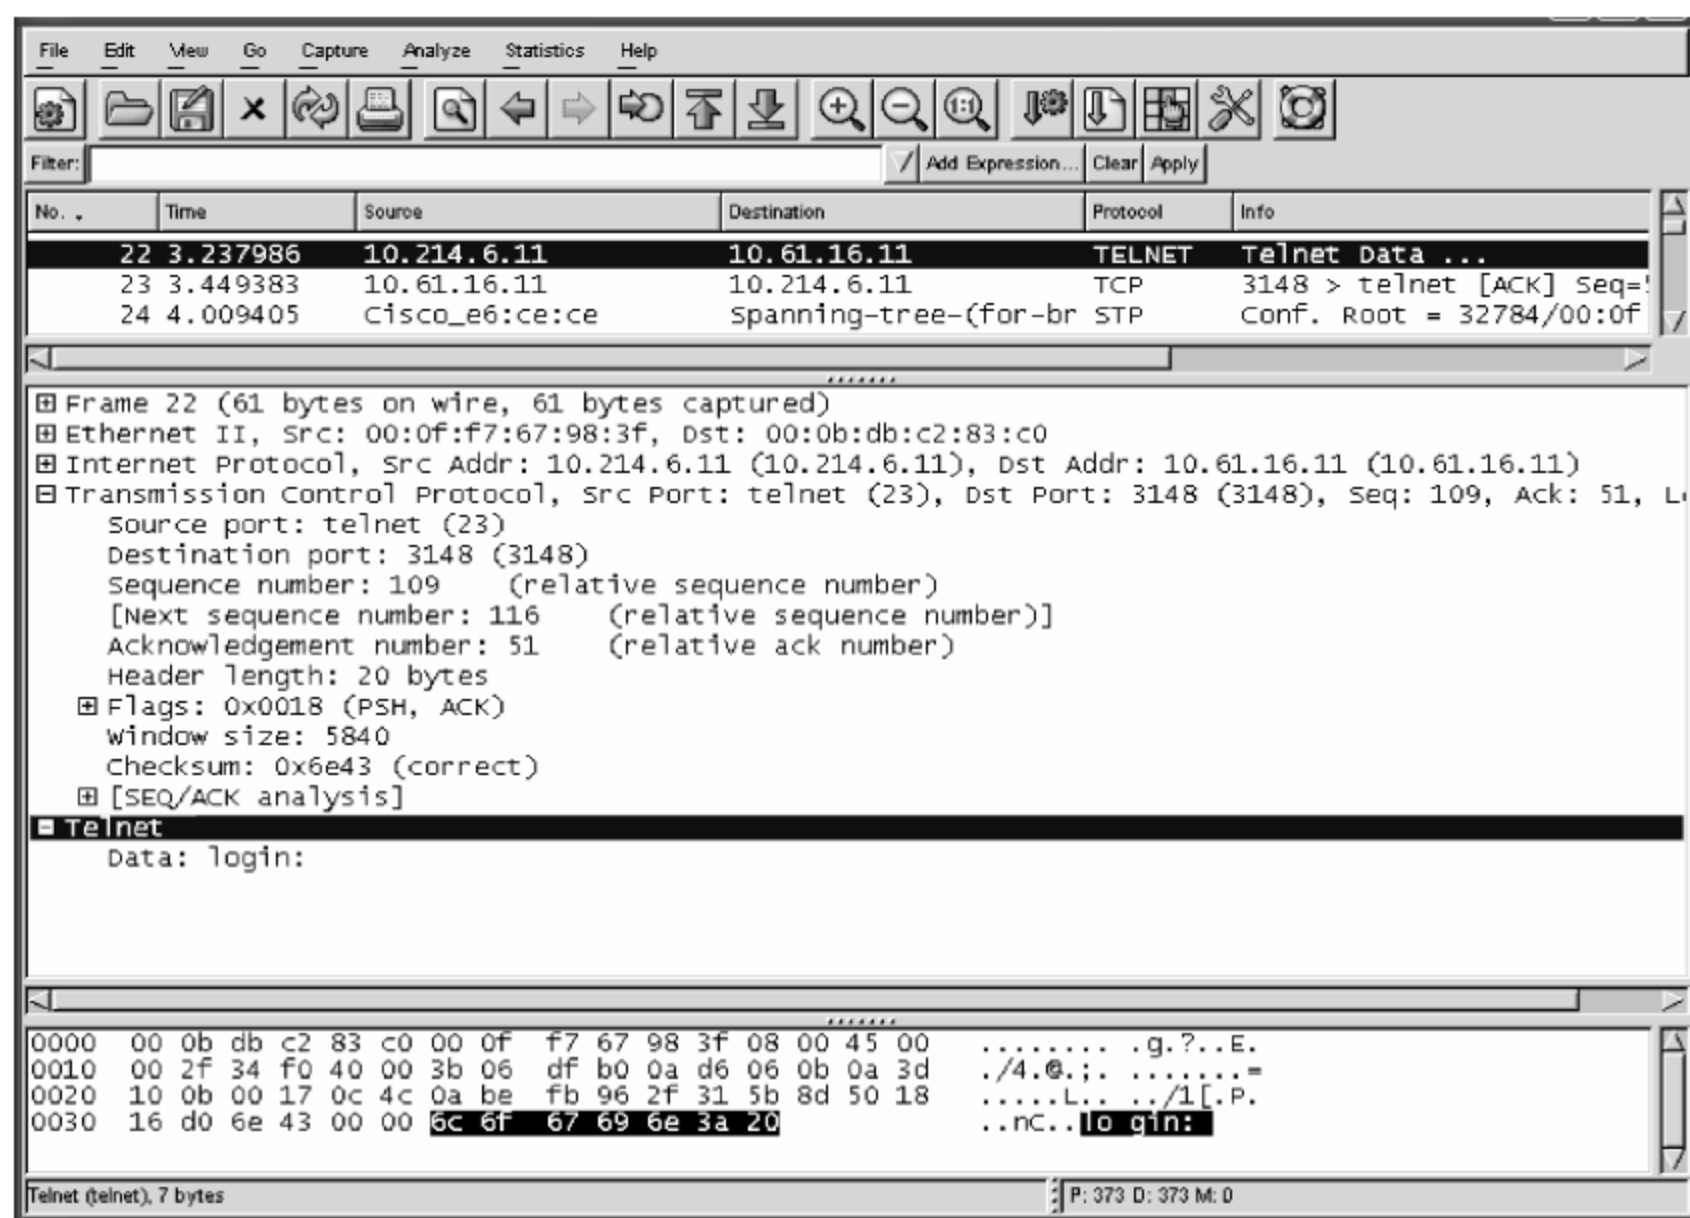 File Edit View Go Capture Analyze Statistics Help
1:1
Filter: Add Expression... Clear Apply
No. . Time Source Destination Protocol Info
22 3.237986 10.214.6.11 10.61.16.11 TELNET Telnet Data ...
23 3.449383 10.61.16.11 10.214.6.11 TCP 3148 > telnet [ACK] Seq=
24 4.009405 Cisco_e6:ce:ce Spanning-tree-(for-br STP Conf. Root = 32784/00:0f
Frame 22 (61 bytes on wire, 61 bytes captured)
Ethernet II, Src: 00:0f:f7:67:98:3f, Dst: 00:0b:db:c2:83:c0
Internet Protocol, Src Addr: 10.214.6.11 (10.214.6.11), Dst Addr: 10.61.16.11 (10.61.16.11)
Transmission Control Protocol, Src Port: telnet (23), Dst Port: 3148 (3148), Seq: 109, Ack: 51, L
Source port: telnet (23)
Destination port: 3148 (3148)
Sequence number: 109 (relative sequence number)
[Next sequence number: 116 (relative sequence number)]
Acknowledgement number: 51 (relative ack number)
Header length: 20 bytes
Flags: 0x0018 (PSH, ACK)
Window size: 5840
Checksum: 0x6e43 (correct)
[SEQ/ACK analysis]
Telnet
Data: login:
0000 00 0b db c2 83 c0 00 0f f7 67 98 3f 08 00 45 00 ........ .g.?..E.
0010 00 2f 34 f0 40 00 3b 06 df b0 0a d6 06 0b 0a 3d ./4.@.;. .......=
0020 10 0b 00 17 0c 4c 0a be fb 96 2f 31 5b 8d 50 18 .....L.. ../1[.P.
0030 16 d0 6e 43 00 00 6c 6f 67 69 6e 3a 20 ..nC..lo gin:
Telnet (telnet), 7 bytes P: 373 D: 373 M: 0